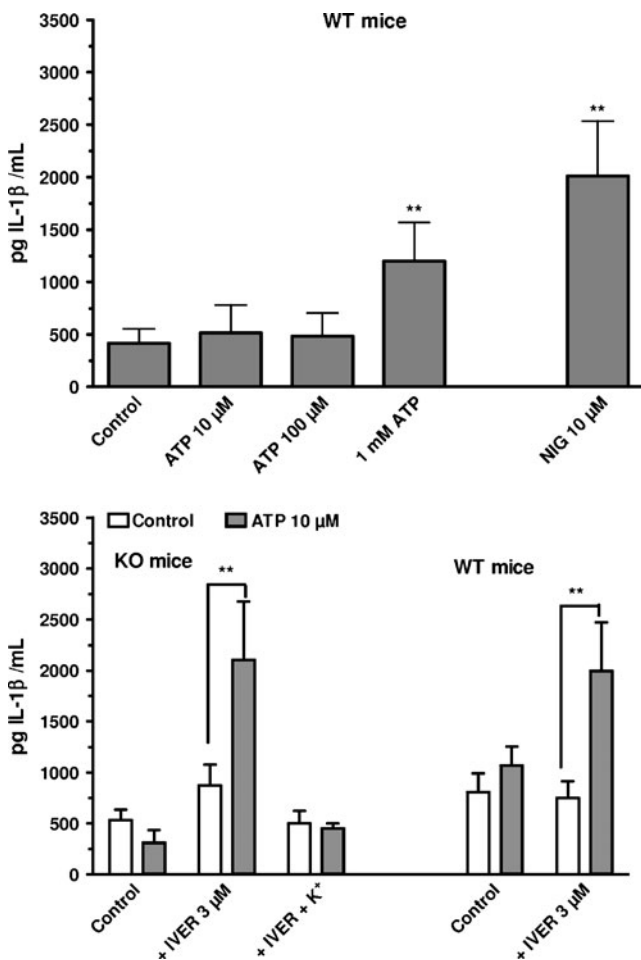 WT mice
3500
3000
2500
2000
1500
1000
500
0
pg IL-1β /mL
**
**
Control
ATP 10 µM
ATP 100 µM
1 mM ATP
NIG 10 µM
Control
ATP 10 µM
KO mice
WT mice
3500
3000
2500
2000
1500
1000
500
0
pg IL-1β /mL
**
**
Control
+ IVER 3 µM
+ IVER + K⁺
Control
+ IVER 3 µM